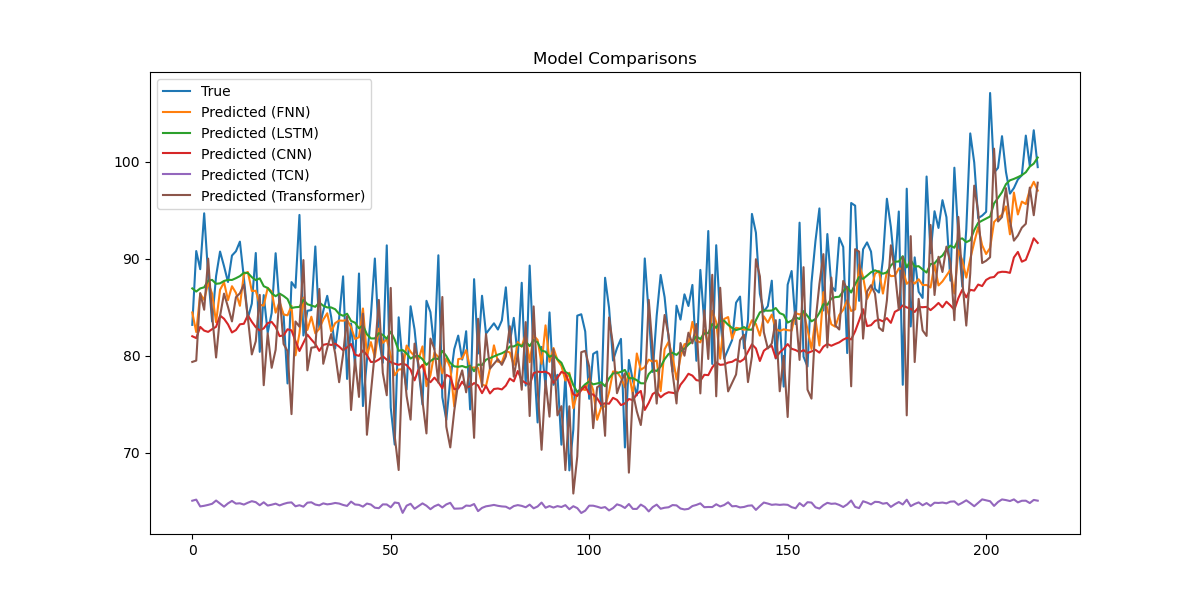 Model Comparisons
True
Predicted (FNN)
Predicted (LSTM)
Predicted (CNN)
Predicted (TCN)
Predicted (Transformer)
100
90
80
70
0 50 100 150 200